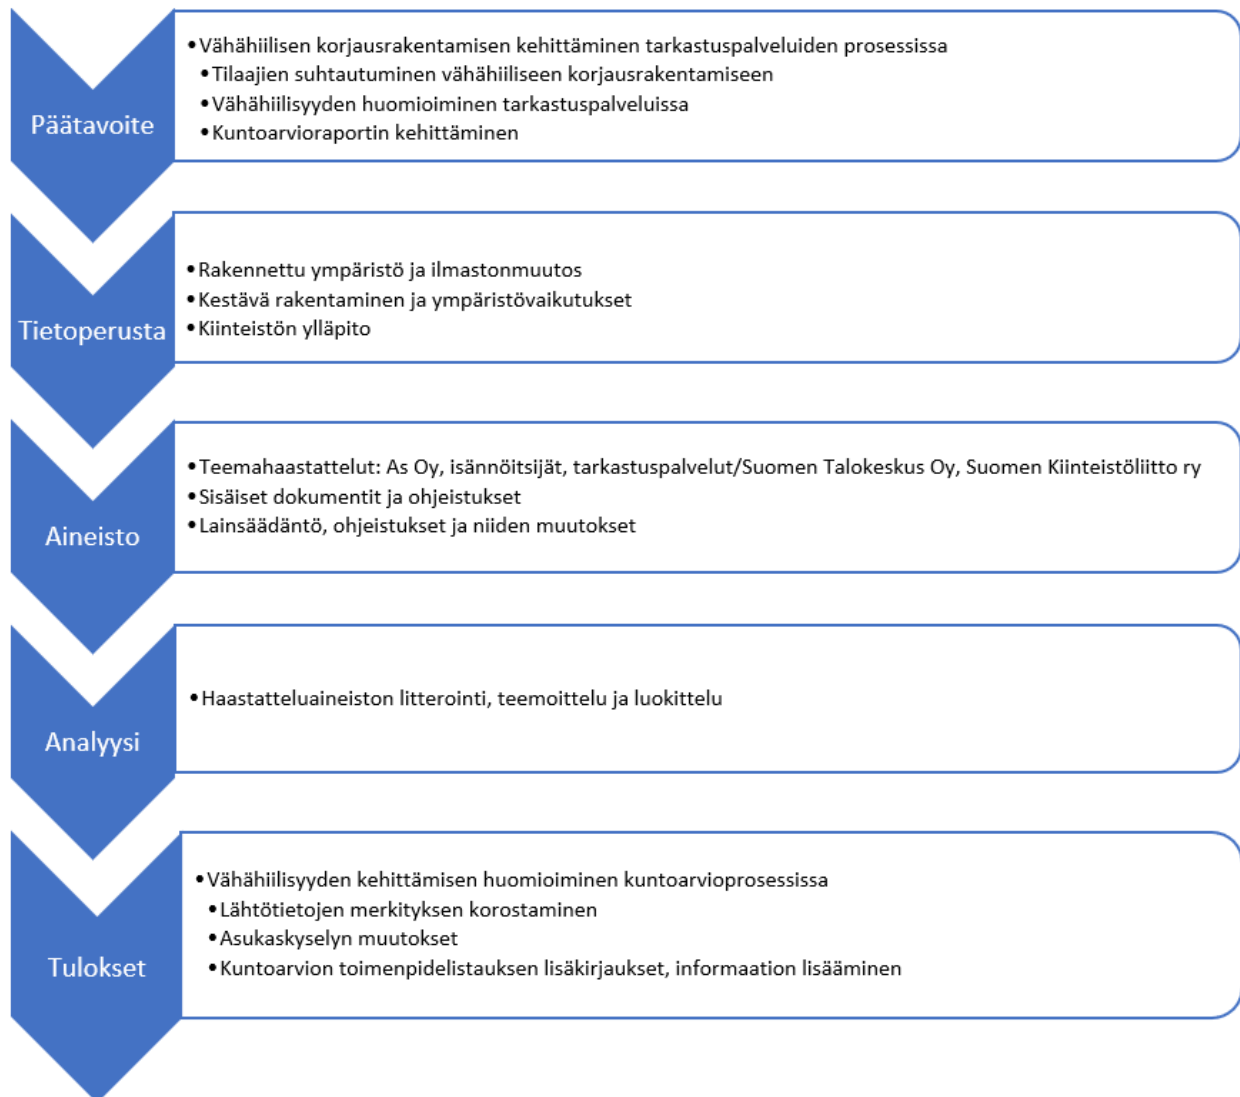 Päätavoite
•Vähähiilisen korjausrakentamisen kehittäminen tarkastuspalveluiden prosessissa
•Tilaajien suhtautuminen vähähiiliseen korjausrakentamiseen
•Vähähiilisyyden huomioiminen tarkastuspalveluissa
•Kuntoarvioraportin kehittäminen
Tietoperusta
•Rakennettu ympäristö ja ilmastonmuutos
•Kestävä rakentaminen ja ympäristövaikutukset
•Kiinteistön ylläpito
Aineisto
•Teemahaastattelut: As Oy, isännöitsijät, tarkastuspalvelut/Suomen Talokeskus Oy, Suomen Kiinteistöliitto ry
•Sisäiset dokumentit ja ohjeistukset
•Lainsäädäntö, ohjeistukset ja niiden muutokset
Analyysi
•Haastatteluaineiston litterointi, teemoittelu ja luokittelu
Tulokset
•Vähähiilisyyden kehittämisen huomioiminen kuntoarvioprosessissa
•Lähtötietojen merkityksen korostaminen
•Asukaskyselyn muutokset
•Kuntoarvion toimenpidelistauksen lisäkirjaukset, informaation lisääminen